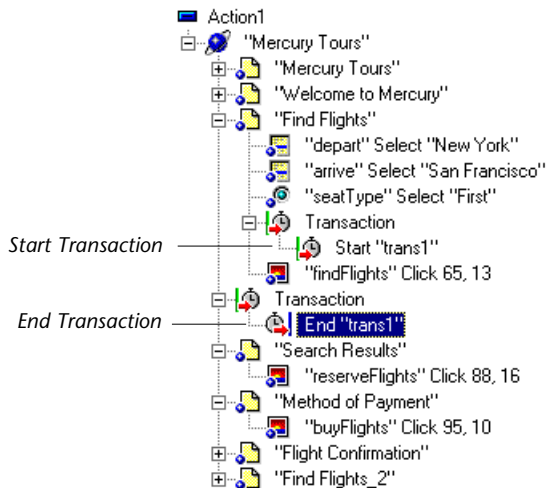 Action1
"Mercury Tours"
"Mercury Tours"
"Welcome to Mercury"
"Find Flights"
"depart" Select "New York"
"arrive" Select "San Francisco"
"seatType" Select "First"
Transaction
Start Transaction
Start "trans1"
"findFlights" Click 65, 13
Transaction
End Transaction
End "trans1"
"Search Results"
"reserveFlights" Click 88, 16
"Method of Payment"
"buyFlights" Click 95, 10
"Flight Confirmation"
"Find Flights_2"